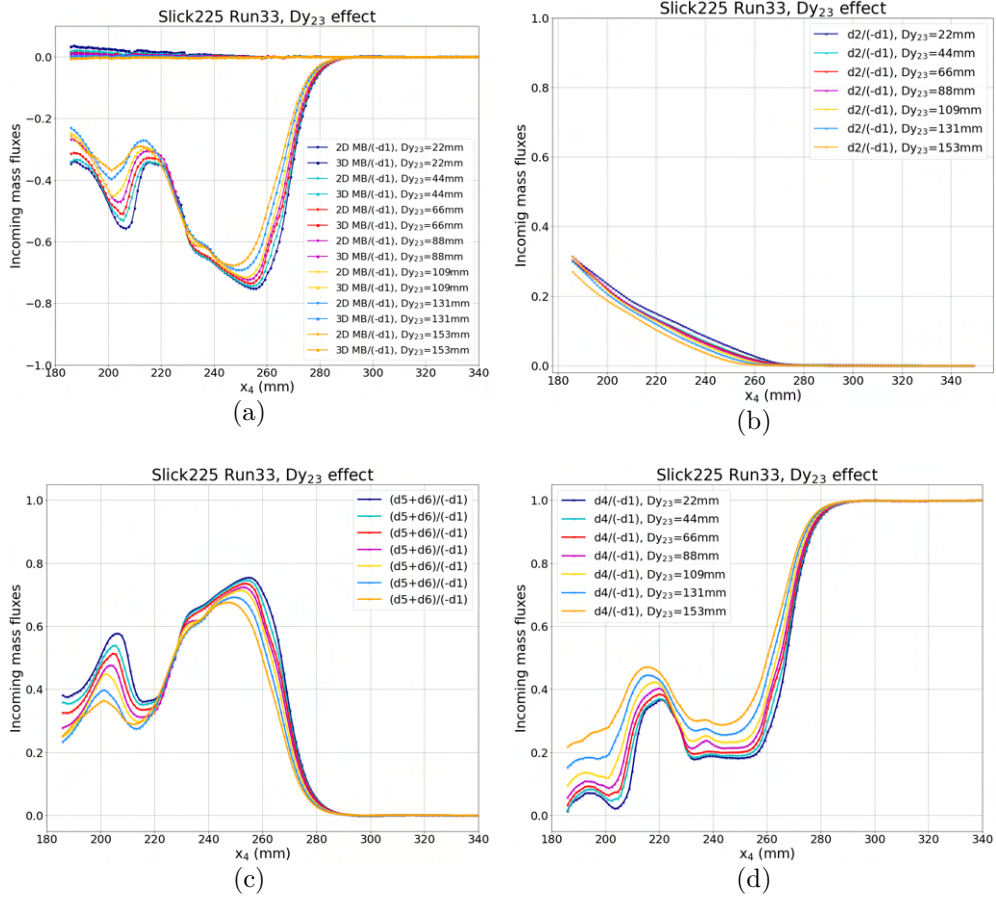 Slick225 Run33, Dy23 effect
Incoming mass fluxes
0.0
−0.2
−0.4
−0.6
−0.8
−1.0
2D MB/(-d1), Dy23=22mm
3D MB/(-d1), Dy23=22mm
2D MB/(-d1), Dy23=44mm
3D MB/(-d1), Dy23=44mm
2D MB/(-d1), Dy23=66mm
3D MB/(-d1), Dy23=66mm
2D MB/(-d1), Dy23=88mm
3D MB/(-d1), Dy23=88mm
2D MB/(-d1), Dy23=109mm
3D MB/(-d1), Dy23=109mm
2D MB/(-d1), Dy23=131mm
3D MB/(-d1), Dy23=131mm
2D MB/(-d1), Dy23=153mm
3D MB/(-d1), Dy23=153mm
180 200 220 240 260 280 300 320 340
x4 (mm)
(a)
Slick225 Run33, Dy23 effect
Incomig mass fluxes
1.0
0.8
0.6
0.4
0.2
0.0
d2/(-d1), Dy23=22mm
d2/(-d1), Dy23=44mm
d2/(-d1), Dy23=66mm
d2/(-d1), Dy23=88mm
d2/(-d1), Dy23=109mm
d2/(-d1), Dy23=131mm
d2/(-d1), Dy23=153mm
180 200 220 240 260 280 300 320 340
x4 (mm)
(b)
Slick225 Run33, Dy23 effect
Incoming mass fluxes
1.0
0.8
0.6
0.4
0.2
0.0
(d5+d6)/(-d1)
(d5+d6)/(-d1)
(d5+d6)/(-d1)
(d5+d6)/(-d1)
(d5+d6)/(-d1)
(d5+d6)/(-d1)
(d5+d6)/(-d1)
180 200 220 240 260 280 300 320 340
x4 (mm)
(c)
Slick225 Run33, Dy23 effect
Incoming mass fluxes
1.0
0.8
0.6
0.4
0.2
0.0
d4/(-d1), Dy23=22mm
d4/(-d1), Dy23=44mm
d4/(-d1), Dy23=66mm
d4/(-d1), Dy23=88mm
d4/(-d1), Dy23=109mm
d4/(-d1), Dy23=131mm
d4/(-d1), Dy23=153mm
180 200 220 240 260 280 300 320 340
x4 (mm)
(d)